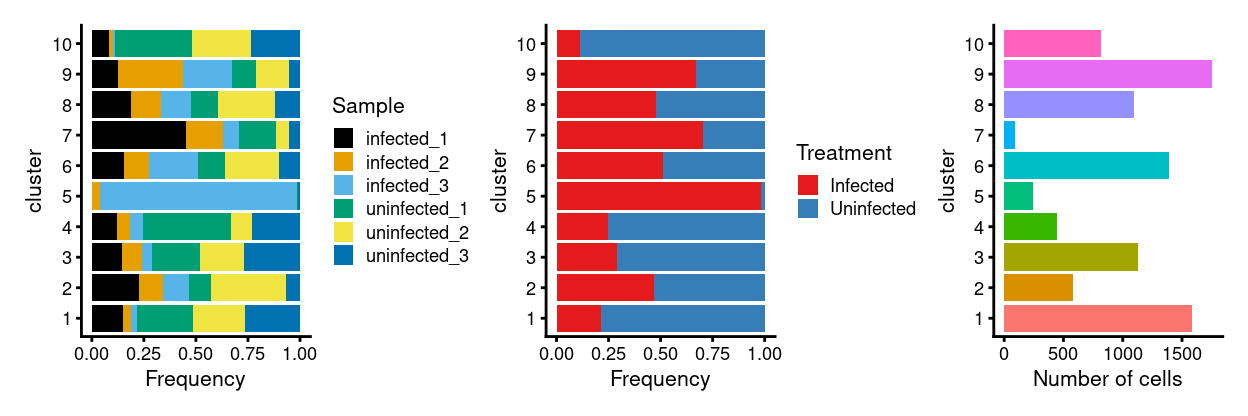 cluster
10
9
8
7
6
5
4
3
2
1
0.00 0.25 0.50 0.75 1.00
Frequency
Sample
infected_1
infected_2
infected_3
uninfected_1
uninfected_2
uninfected_3
cluster
10
9
8
7
6
5
4
3
2
1
0.00 0.25 0.50 0.75 1.00
Frequency
Treatment
Infected
Uninfected
cluster
10
9
8
7
6
5
4
3
2
1
0 500 1000 1500
Number of cells